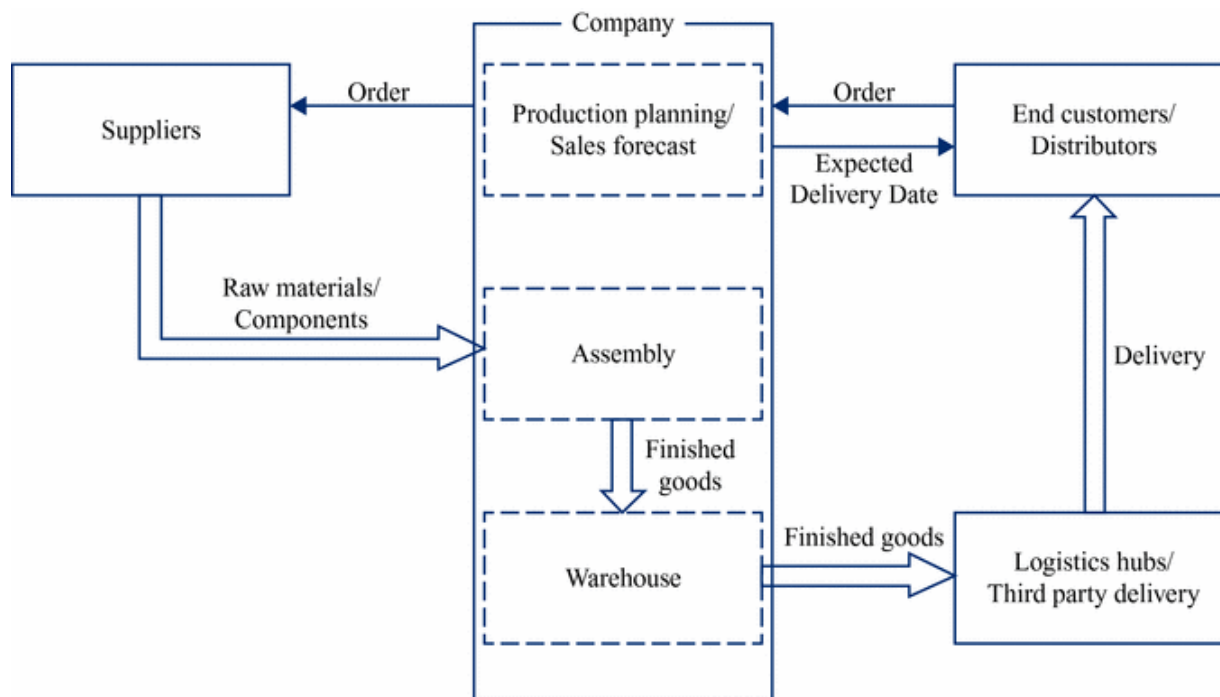 Company
Order
Suppliers
Production planning/
Sales forecast
Order
Expected
Delivery Date
End customers/
Distributors
Raw materials/
Components
Assembly
Delivery
Finished
goods
Warehouse
Finished goods
Logistics hubs/
Third party delivery